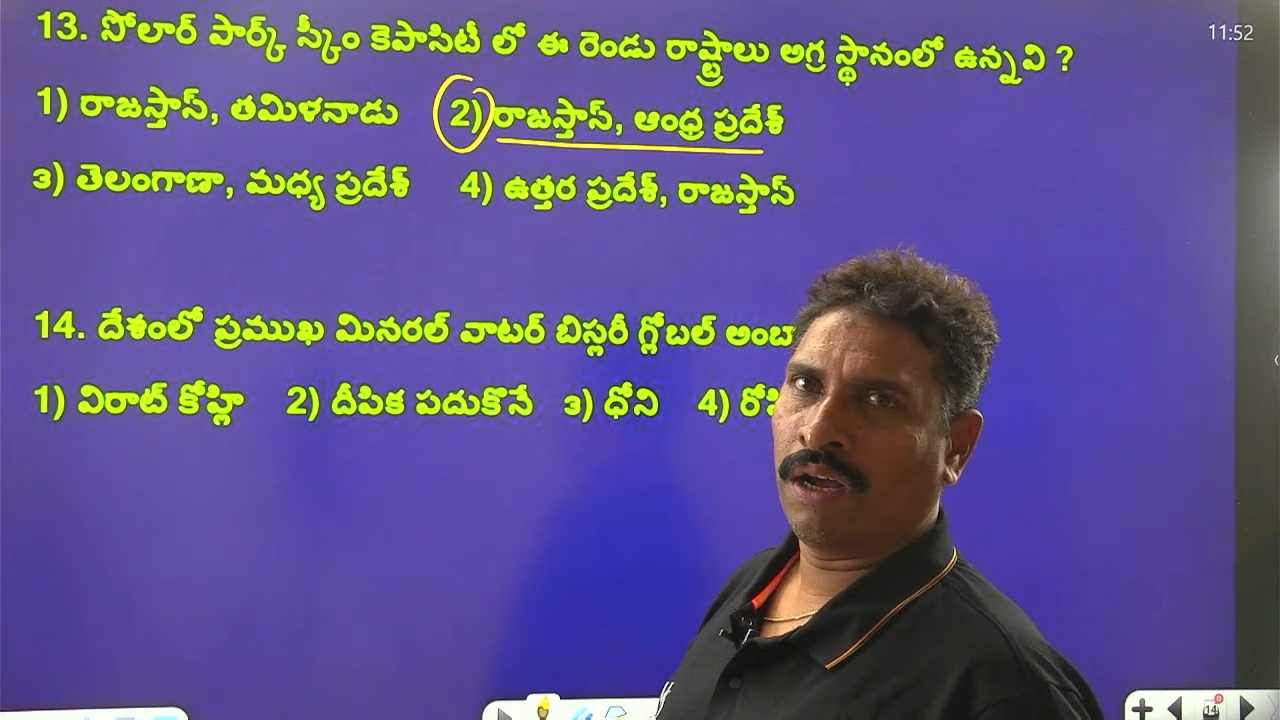 13. సోలార్ పార్క్ స్కీం కెపాసిటీ లో ఈ రెండు రాష్ట్రాలు అగ్ర స్థానంలో ఉన్నవి ?
11:52
1) రాజస్తాన్, తమిళనాడు 2) రాజస్తాన్, ఆంధ్ర ప్రదేశ్
3) తెలంగాణా, మధ్య ప్రదేశ్ 4) ఉత్తర ప్రదేశ్, రాజస్తాన్
14. దేశంలో ప్రముఖ మినరల్ వాటర్ బిస్లరీ గ్లోబల్
1) విరాట్ కోహ్లి 2) దీపిక పదుకొనే 3) ధోని 4)
14